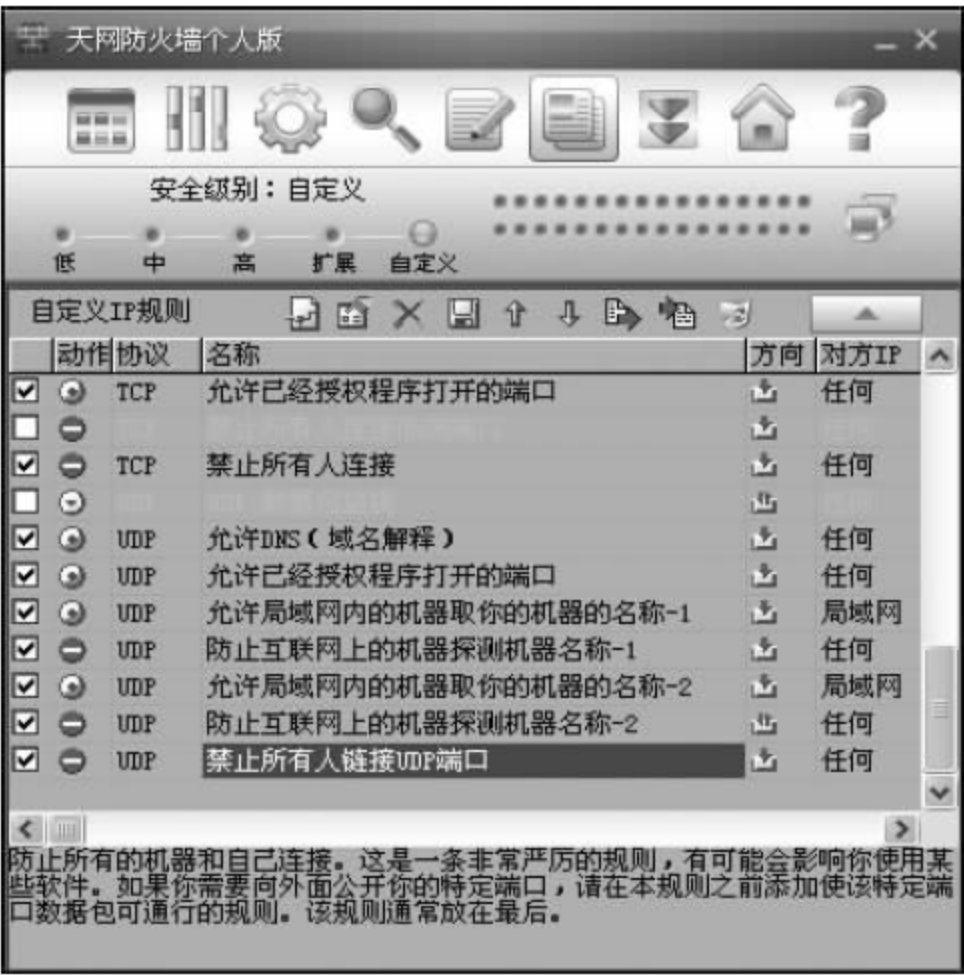 天网防火墙个人版
安全级别：自定义
低 中 高 扩展 自定义
自定义IP规则
动作 协议 名称 方向 对方IP
TCP 允许已经授权程序打开的端口 任何
TCP 禁止所有人连接 任何
UDP 允许DNS（域名解释） 任何
UDP 允许已经授权程序打开的端口 任何
UDP 允许局域网内的机器取你的机器的名称-1 局域网
UDP 防止互联网上的机器探测机器名称-1 任何
UDP 允许局域网内的机器取你的机器的名称-2 局域网
UDP 防止互联网上的机器探测机器名称-2 任何
UDP 禁止所有人链接UDP端口 任何
防止所有的机器和自己连接。这是一条非常严厉的规则，有可能会影响你使用某
些软件。如果你需要向外面公开你的特定端口，请在本规则之前添加使该特定端
口数据包可通行的规则。该规则通常放在最后。